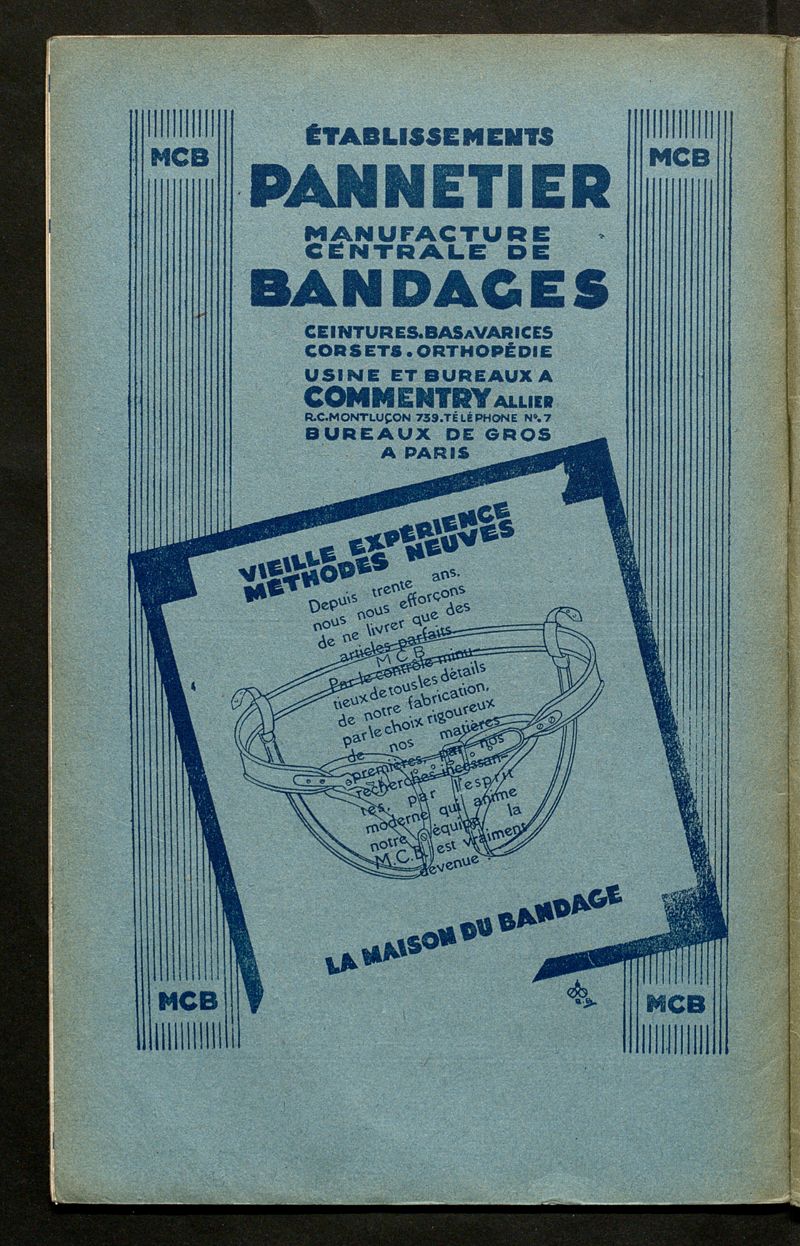 MCB
MCB
ÉTABLISSEMENTS
PANNETIER
MANUFACTURE
CENTRALE DE
BANDAGES
CEINTURES.BAS A VARICES
CORSETS.ORTHOPÉDIE
USINE ET BUREAUX A
COMMENTRY ALLIER
R.C.MONTLUÇON 739.TÉLÉPHONE Nº.7
BUREAUX DE GROS
A PARIS
VIEILLE EXPÉRIENCE
MÉTHODES NEUVES
Depuis trente ans,
nous nous efforçons
de ne livrer que des
articles parfaits
M C B
Par le contrôle minu-
tieux de tous les détails
de notre fabrication,
par le choix rigoureux
de nos matières
premières, par nos
recherches incessan-
tes, par l'esprit
moderne qui anime
notre équipe la
M.C.B. est vraiment
devenue :
LA MAISON DU BANDAGE
MCB
MCB